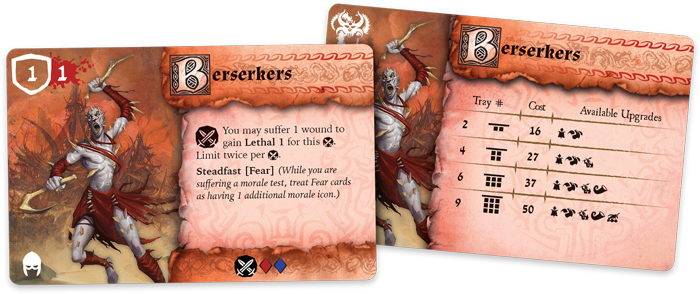 1 1
Berserkers
You may suffer 1 wound to
gain Lethal 1 for this .
Limit twice per .
Steadfast [Fear] (While you are
suffering a morale test, treat Fear cards
as having 1 additional morale icon.)
Berserkers
Tray # Cost Available Upgrades
2 16
4 27
6 37
9 50